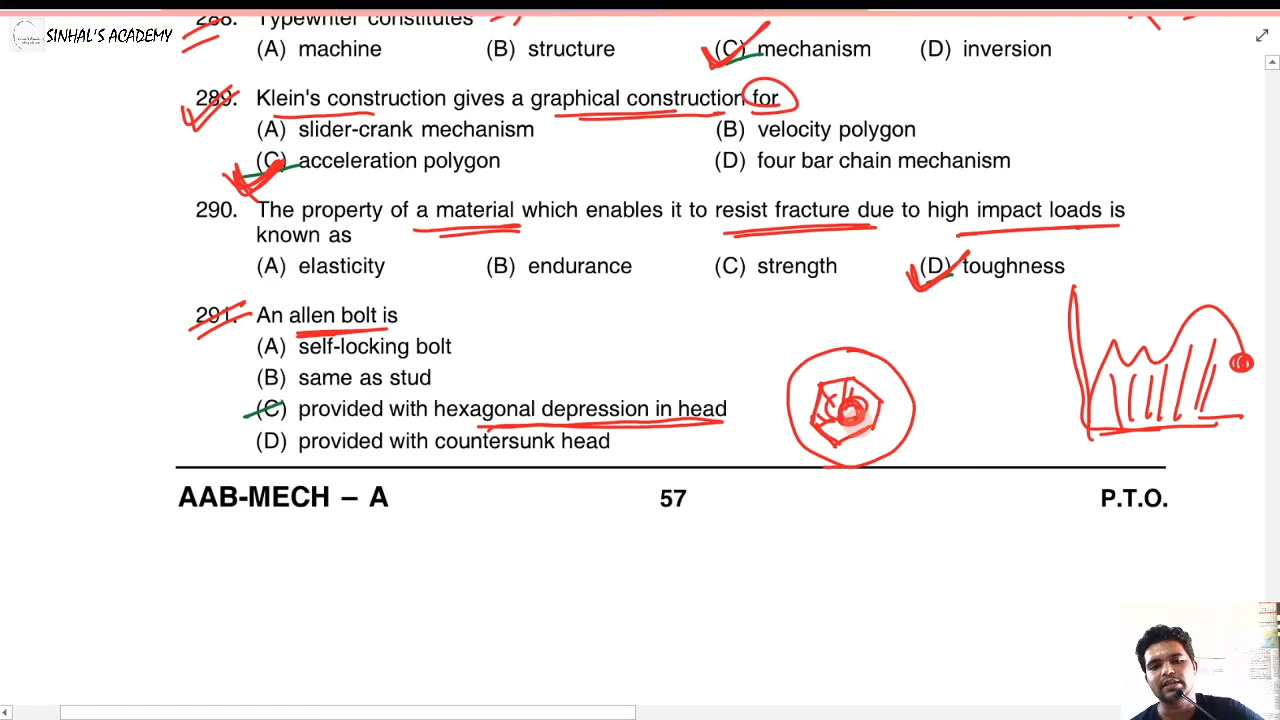 SINHAL'S ACADEMY
288. Typewriter constitutes
(A) machine (B) structure (C) mechanism (D) inversion
289. Klein's construction gives a graphical construction for
(A) slider-crank mechanism (B) velocity polygon
(C) acceleration polygon (D) four bar chain mechanism
290. The property of a material which enables it to resist fracture due to high impact loads is
known as
(A) elasticity (B) endurance (C) strength (D) toughness
291. An allen bolt is
(A) self-locking bolt
(B) same as stud
(C) provided with hexagonal depression in head
(D) provided with countersunk head
AAB-MECH – A 57 P.T.O.